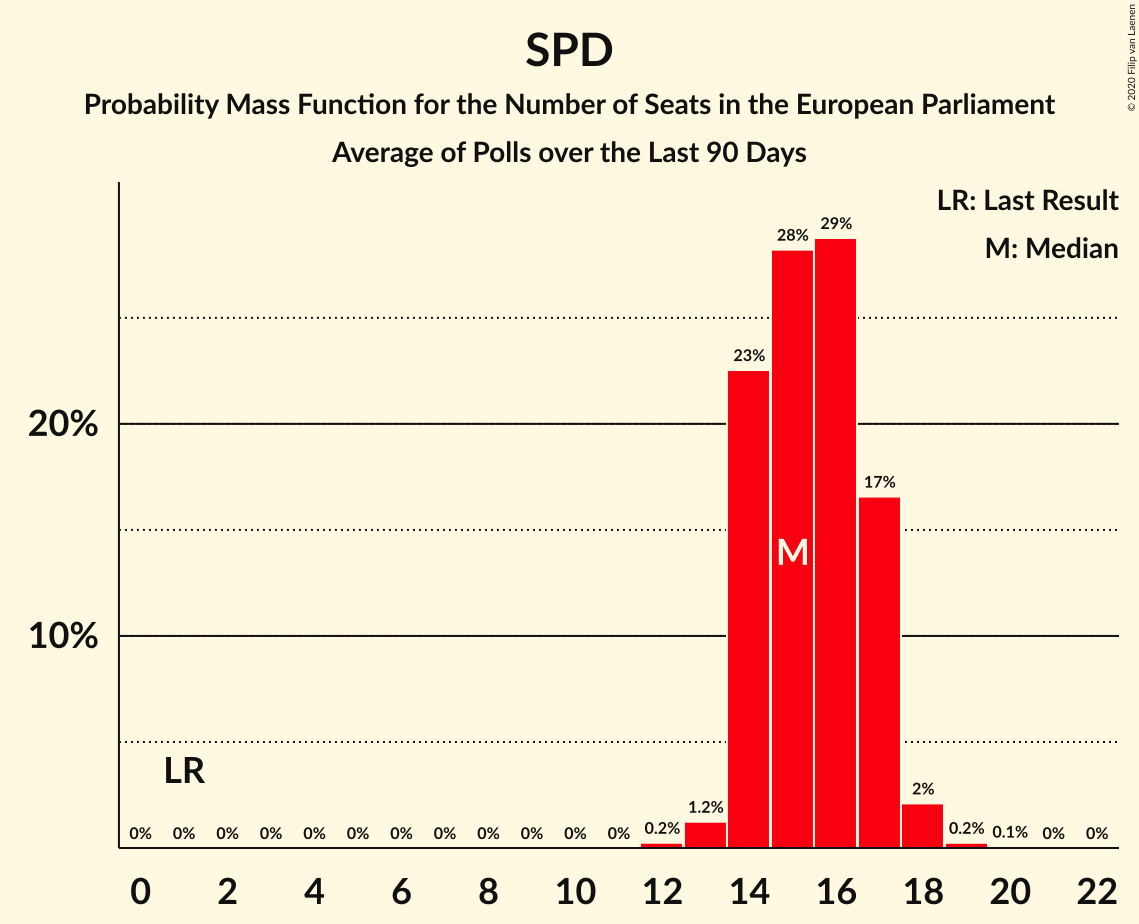 SPD
Probability Mass Function for the Number of Seats in the European Parliament
Average of Polls over the Last 90 Days
© 2020 Filip van Laenen
LR: Last Result
M: Median
20%
10%
0% 0% 0% 0% 0% 0% 0% 0% 0% 0% 0% 0% 0.2% 1.2% 23% 28% 29% 17% 2% 0.2% 0.1% 0% 0%
LR
M
0 2 4 6 8 10 12 14 16 18 20 22